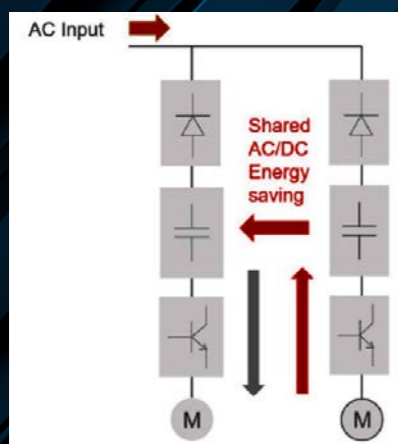 AC Input
Shared
AC/DC
Energy
saving
M
M